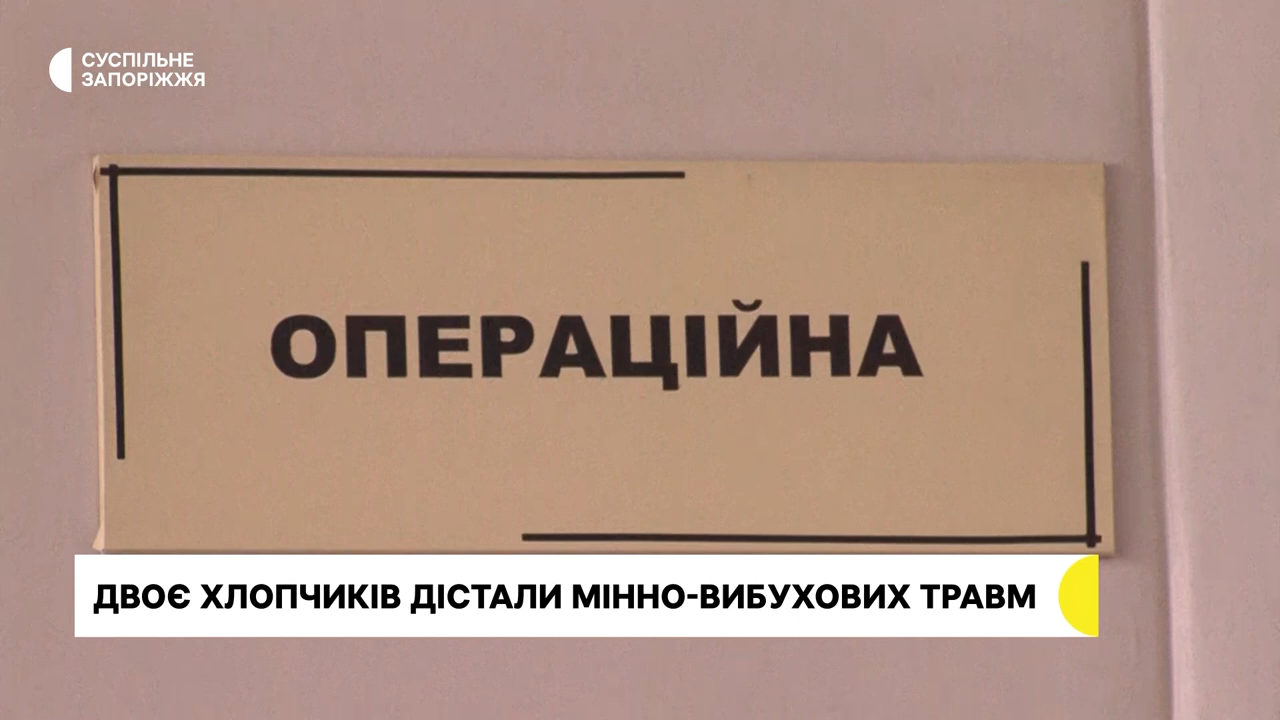 СУСПІЛЬНЕ
ЗАПОРІЖЖЯ
ОПЕРАЦІЙНА
ДВОЄ ХЛОПЧИКІВ ДІСТАЛИ МІННО-ВИБУХОВИХ ТРАВМ